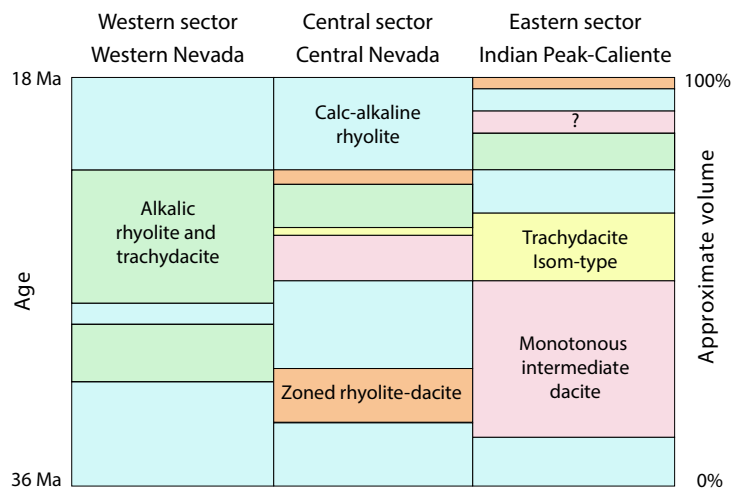 Western sector
Western Nevada
Central sector
Central Nevada
Eastern sector
Indian Peak-Caliente
18 Ma
100%
Calc-alkaline
rhyolite
?
Alkalic
rhyolite and
trachydacite
Trachydacite
Isom-type
Age
Approximate volume
Monotonous
intermediate
dacite
Zoned rhyolite-dacite
36 Ma
0%